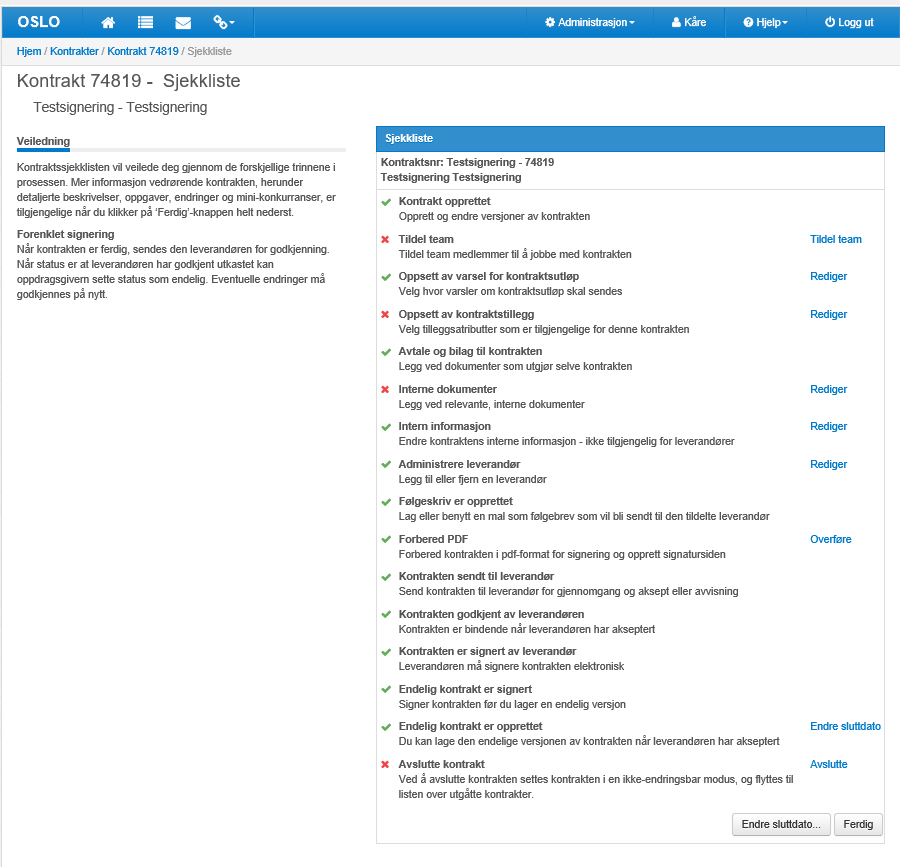 OSLO
Administrasjon
Kåre
Hjelp
Logg ut
Hjem / Kontrakter / Kontrakt 74819 / Sjekkliste
Kontrakt 74819 - Sjekkliste
Testsignering - Testsignering
Veiledning
Kontraktssjekklisten vil veilede deg gjennom de forskjellige trinnene i
prosessen. Mer informasjon vedrørende kontrakten, herunder
detaljerte beskrivelser, oppgaver, endringer og mini-konkurranser, er
tilgjengelige når du klikker på 'Ferdig'-knappen helt nederst.
Forenklet signering
Når kontrakten er ferdig, sendes den leverandøren for godkjenning.
Når status er at leverandøren har godkjent utkastet kan
oppdragsgivern sette status som endelig. Eventuelle endringer må
godkjennes på nytt.
Sjekkliste
Kontraktsnr: Testsignering - 74819
Testsignering Testsignering
Kontrakt opprettet
Opprett og endre versjoner av kontrakten
Tildel team Tildel team
Tildel team medlemmer til å jobbe med kontrakten
Oppsett av varsel for kontraktsutløp Rediger
Velg hvor varsler om kontraktsutløp skal sendes
Oppsett av kontraktstillegg Rediger
Velg tilleggsatributter som er tilgjengelige for denne kontrakten
Avtale og bilag til kontrakten
Legg ved dokumenter som utgjør selve kontrakten
Interne dokumenter Rediger
Legg ved relevante, interne dokumenter
Intern informasjon Rediger
Endre kontraktens interne informasjon - ikke tilgjengelig for leverandører
Administrere leverandør Rediger
Legg til eller fjern en leverandør
Følgeskriv er opprettet
Lag eller benytt en mal som følgebrev som vil bli sendt til den tildelte leverandør
Forbered PDF Overføre
Forbered kontrakten i pdf-format for signering og opprett signatursiden
Kontrakten sendt til leverandør
Send kontrakten til leverandør for gjennomgang og aksept eller avvisning
Kontrakten godkjent av leverandøren
Kontrakten er bindende når leverandøren har akseptert
Kontrakten er signert av leverandør
Leverandøren må signere kontrakten elektronisk
Endelig kontrakt er signert
Signer kontrakten før du lager en endelig versjon
Endelig kontrakt er opprettet Endre sluttdato
Du kan lage den endelige versjonen av kontrakten når leverandøren har akseptert
Avslutte kontrakt Avslutte
Ved å avslutte kontrakten settes kontrakten i en ikke-endringsbar modus, og flyttes til
listen over utgåtte kontrakter.
Endre sluttdato... Ferdig